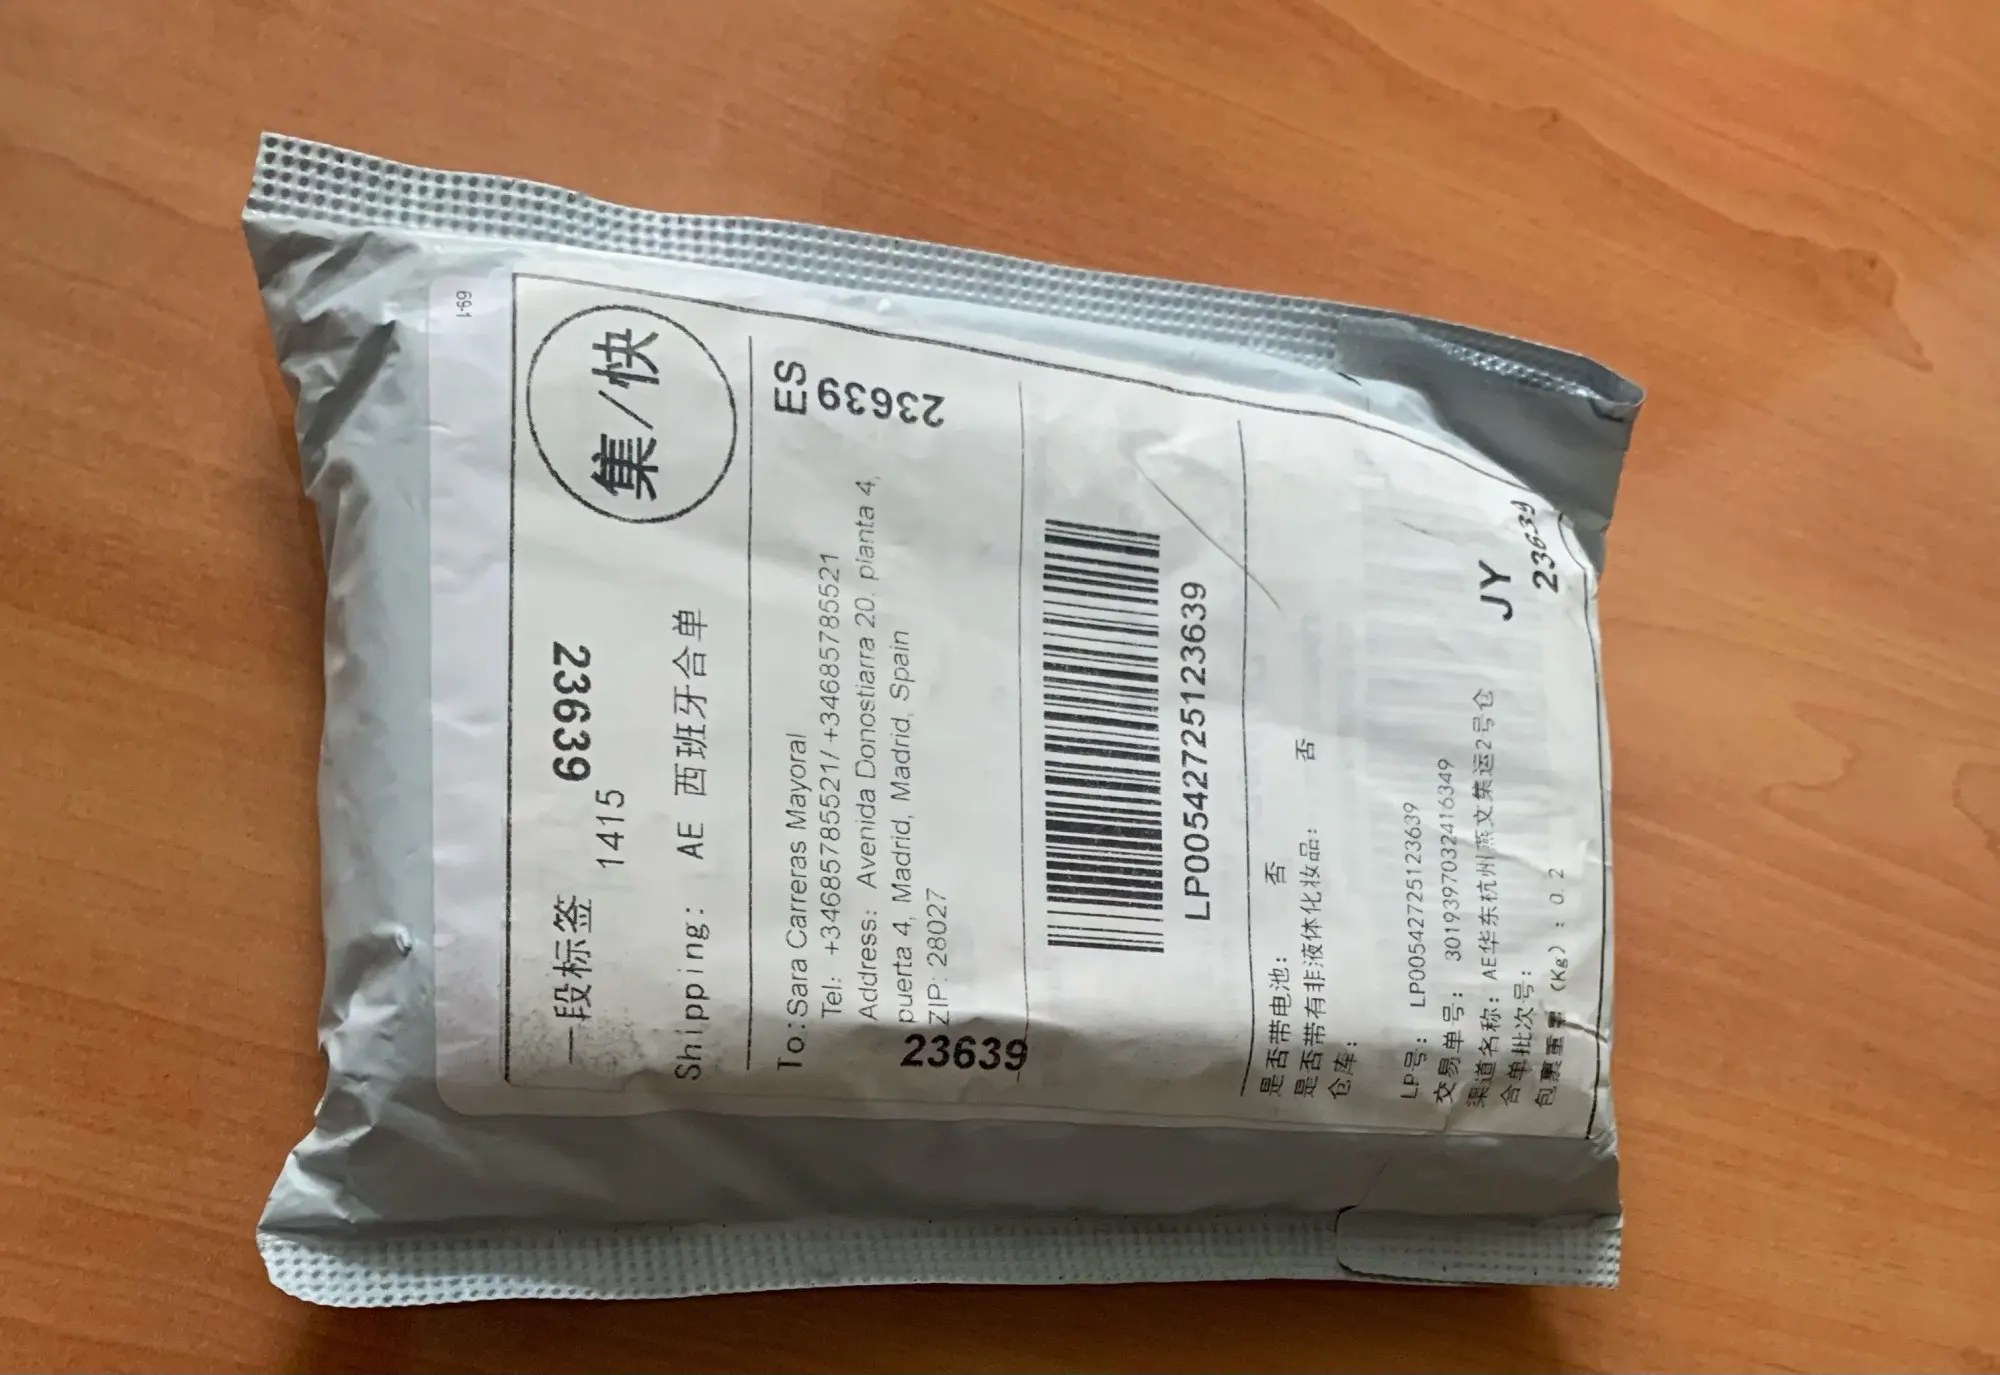 69-1
一段标签
23639
1415
集/快
Shipping: AE 西班牙合单
To:Sara Carreras Mayoral
ES
Tel: +34685785521/ +34685785521
23639
Address: Avenida Donostiarra 20, planta 4,
puerta 4, Madrid, Madrid, Spain
ZIP: 28027
23639
LP00542725123639
是否带电池: 否
是否带有非液体化妆品: 否
仓库:
JY
23639
LP号: LP00542725123639
交易单号: 3019397032416349
渠道名称: AE华东杭州燕文集运2号仓
合单批次号:
包裹重量 (Kg): 0.2